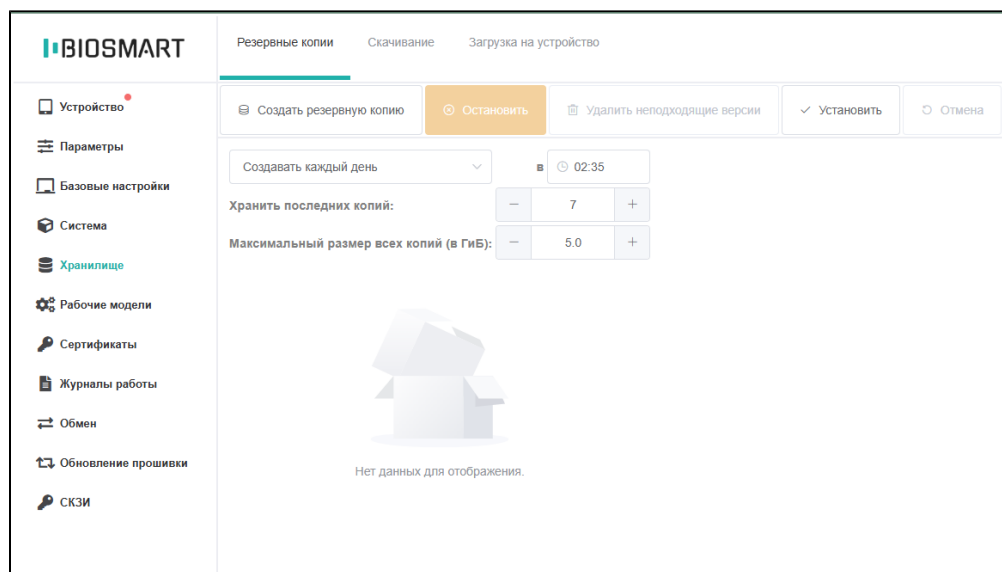 BIOSMART
Резервные копии Скачивание Загрузка на устройство
Устройство
Параметры
Базовые настройки
Система
Хранилище
Рабочие модели
Сертификаты
Журналы работы
Обмен
Обновление прошивки
СКЗИ
Создать резервную копию Остановить Удалить неподходящие версии Установить Отмена
Создавать каждый день в 02:35
Хранить последних копий: − 7 +
Максимальный размер всех копий (в ГиБ): − 5.0 +
Нет данных для отображения.